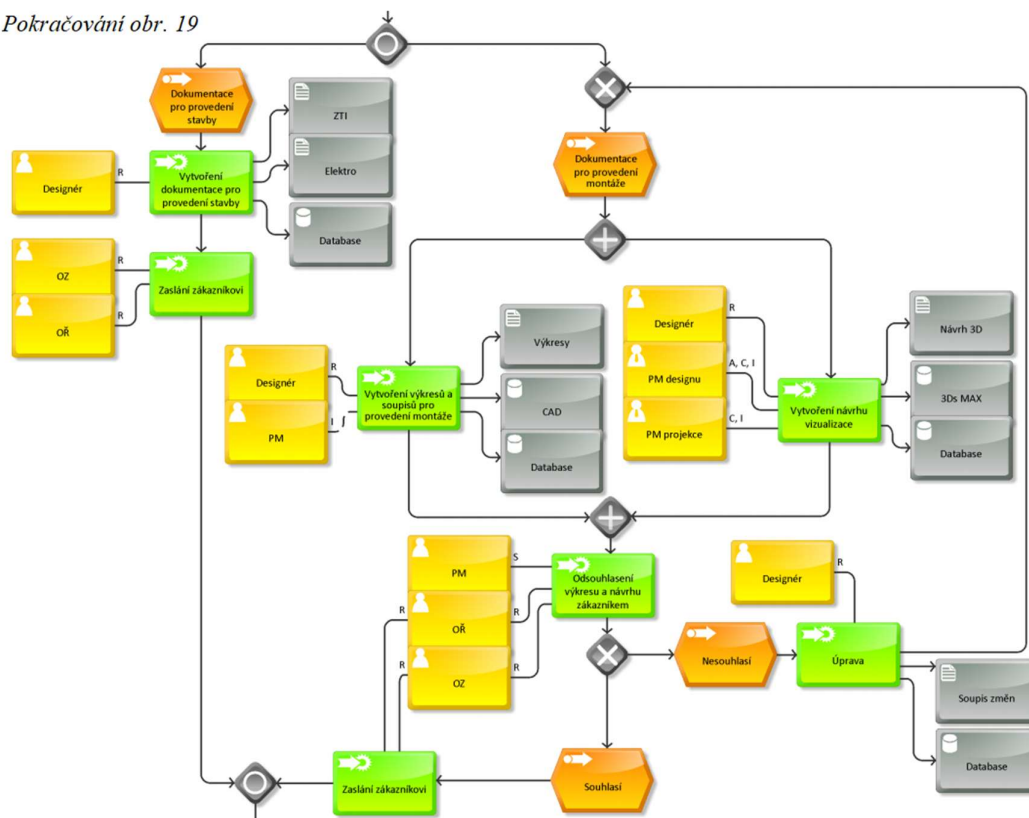 Pokračování obr. 19
Dokumentace
pro provedení
stavby
ZTI
Elektro
Database
Designér
R
Vytvoření
dokumentace pro
provedení stavby
OZ
R
OŘ
R
Zaslání zákazníkovi
Dokumentace
pro provedení
montáže
Designér
R
PM
I
Vytvoření výkresů a
soupisů pro
provedení montáže
Výkresy
CAD
Database
Designér
R
PM designu
A, C, I
PM projekce
C, I
Vytvoření návrhu
vizualizace
Návrh 3D
3Ds MAX
Database
PM
S
OŘ
R
OZ
R
R
R
Odsouhlasení
výkresu a návrhu
zákazníkem
Nesouhlasí
Designér
R
Úprava
Soupis změn
Database
Souhlasí
Zaslání zákazníkovi